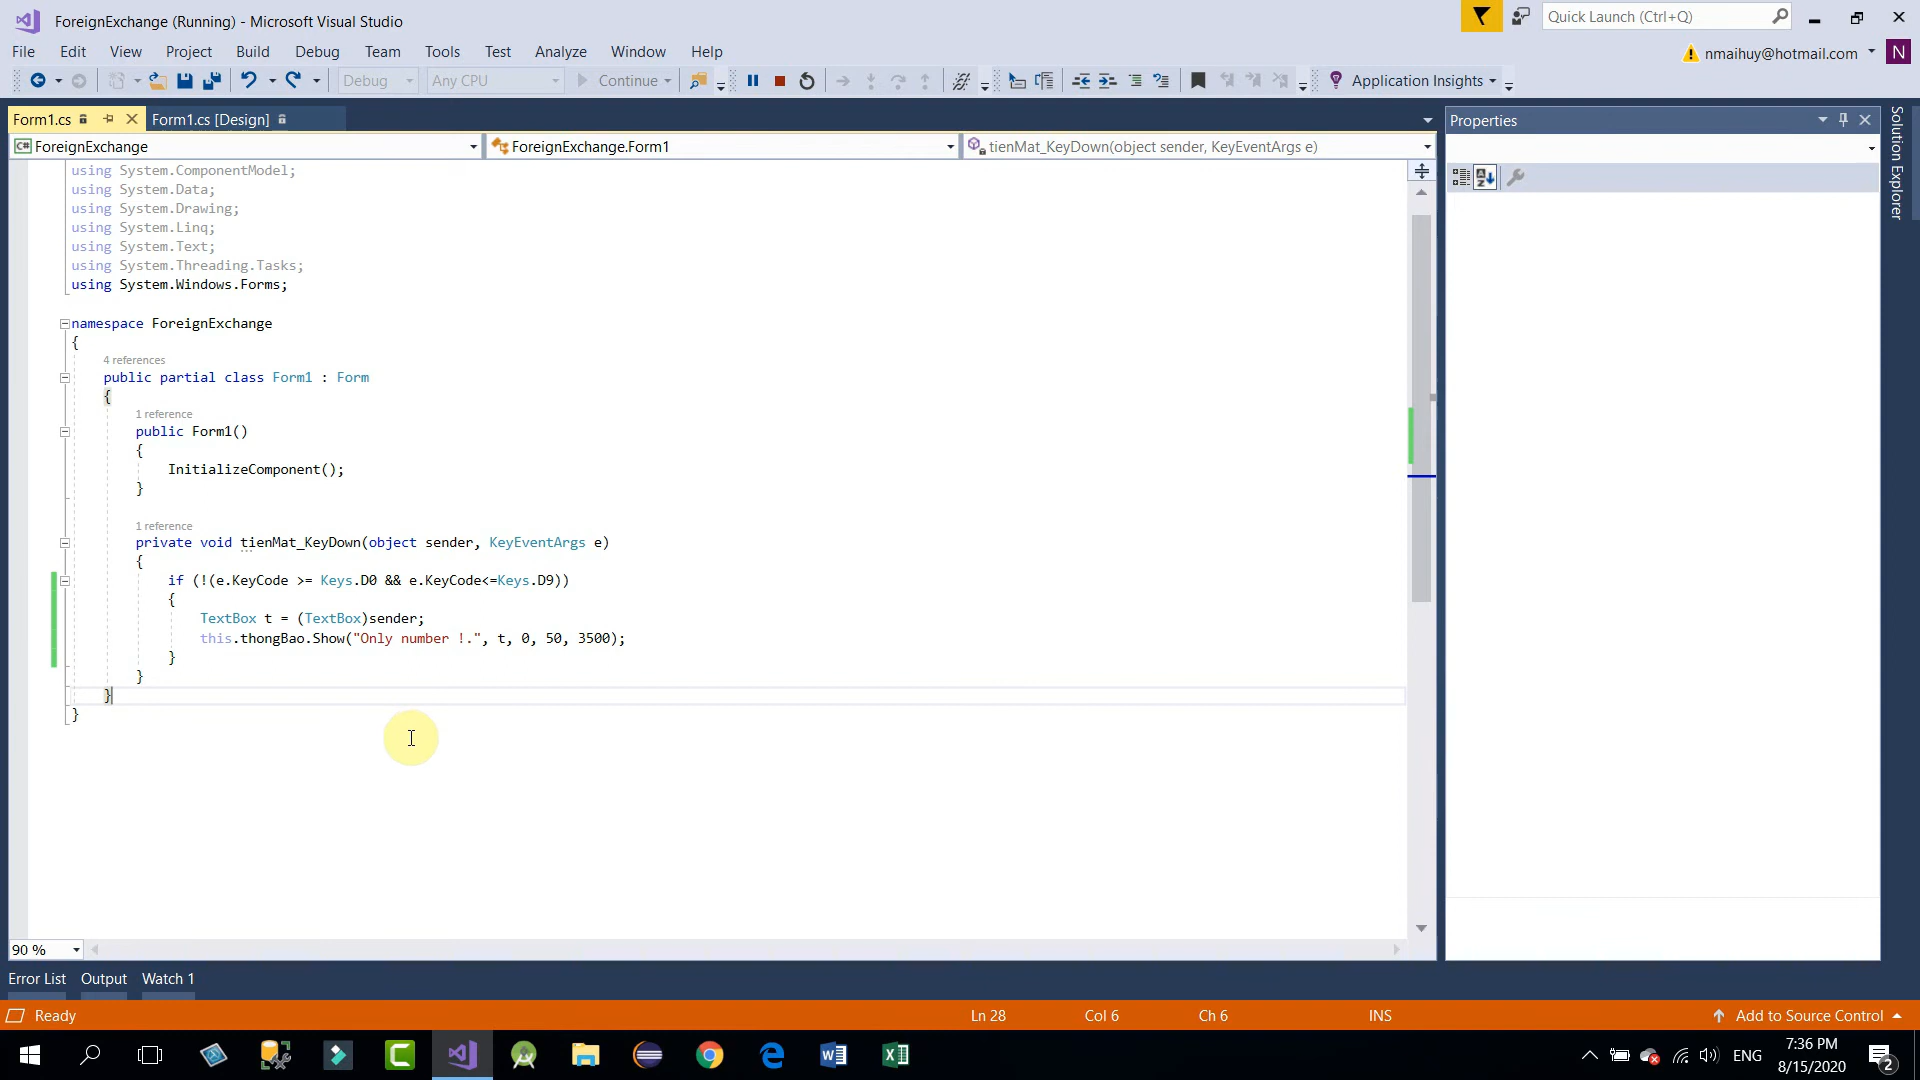 ForeignExchange (Running) - Microsoft Visual Studio
Quick Launch (Ctrl+Q)
File Edit View Project Build Debug Team Tools Test Analyze Window Help
nmaihuy@hotmail.com
N
Debug Any CPU Continue Application Insights
Form1.cs Form1.cs [Design]
Properties
Solution Explorer
C# ForeignExchange ForeignExchange.Form1 tienMat_KeyDown(object sender, KeyEventArgs e)
using System.ComponentModel;
using System.Data;
using System.Drawing;
using System.Linq;
using System.Text;
using System.Threading.Tasks;
using System.Windows.Forms;
namespace ForeignExchange
{
4 references
public partial class Form1 : Form
{
1 reference
public Form1()
{
InitializeComponent();
}
1 reference
private void tienMat_KeyDown(object sender, KeyEventArgs e)
{
if (!(e.KeyCode >= Keys.D0 && e.KeyCode<=Keys.D9))
{
TextBox t = (TextBox)sender;
this.thongBao.Show("Only number !.", t, 0, 50, 3500);
}
}
}
}
90 %
Error List Output Watch 1
Ready Ln 28 Col 6 Ch 6 INS Add to Source Control
ENG
7:36 PM
8/15/2020
2